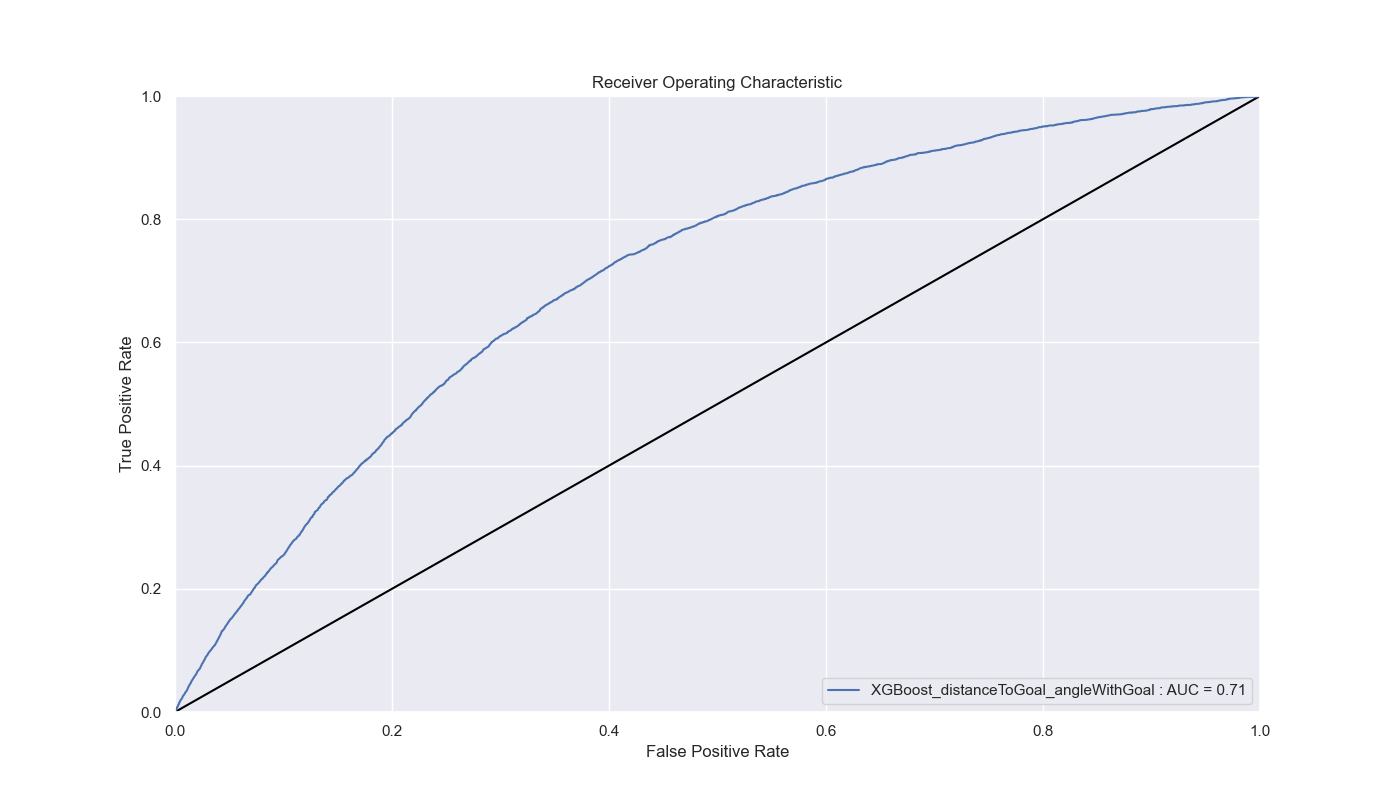 Receiver Operating Characteristic
1.0
0.8
0.6
0.4
0.2
0.0
True Positive Rate
XGBoost_distanceToGoal_angleWithGoal : AUC = 0.71
0.0 0.2 0.4 0.6 0.8 1.0
False Positive Rate